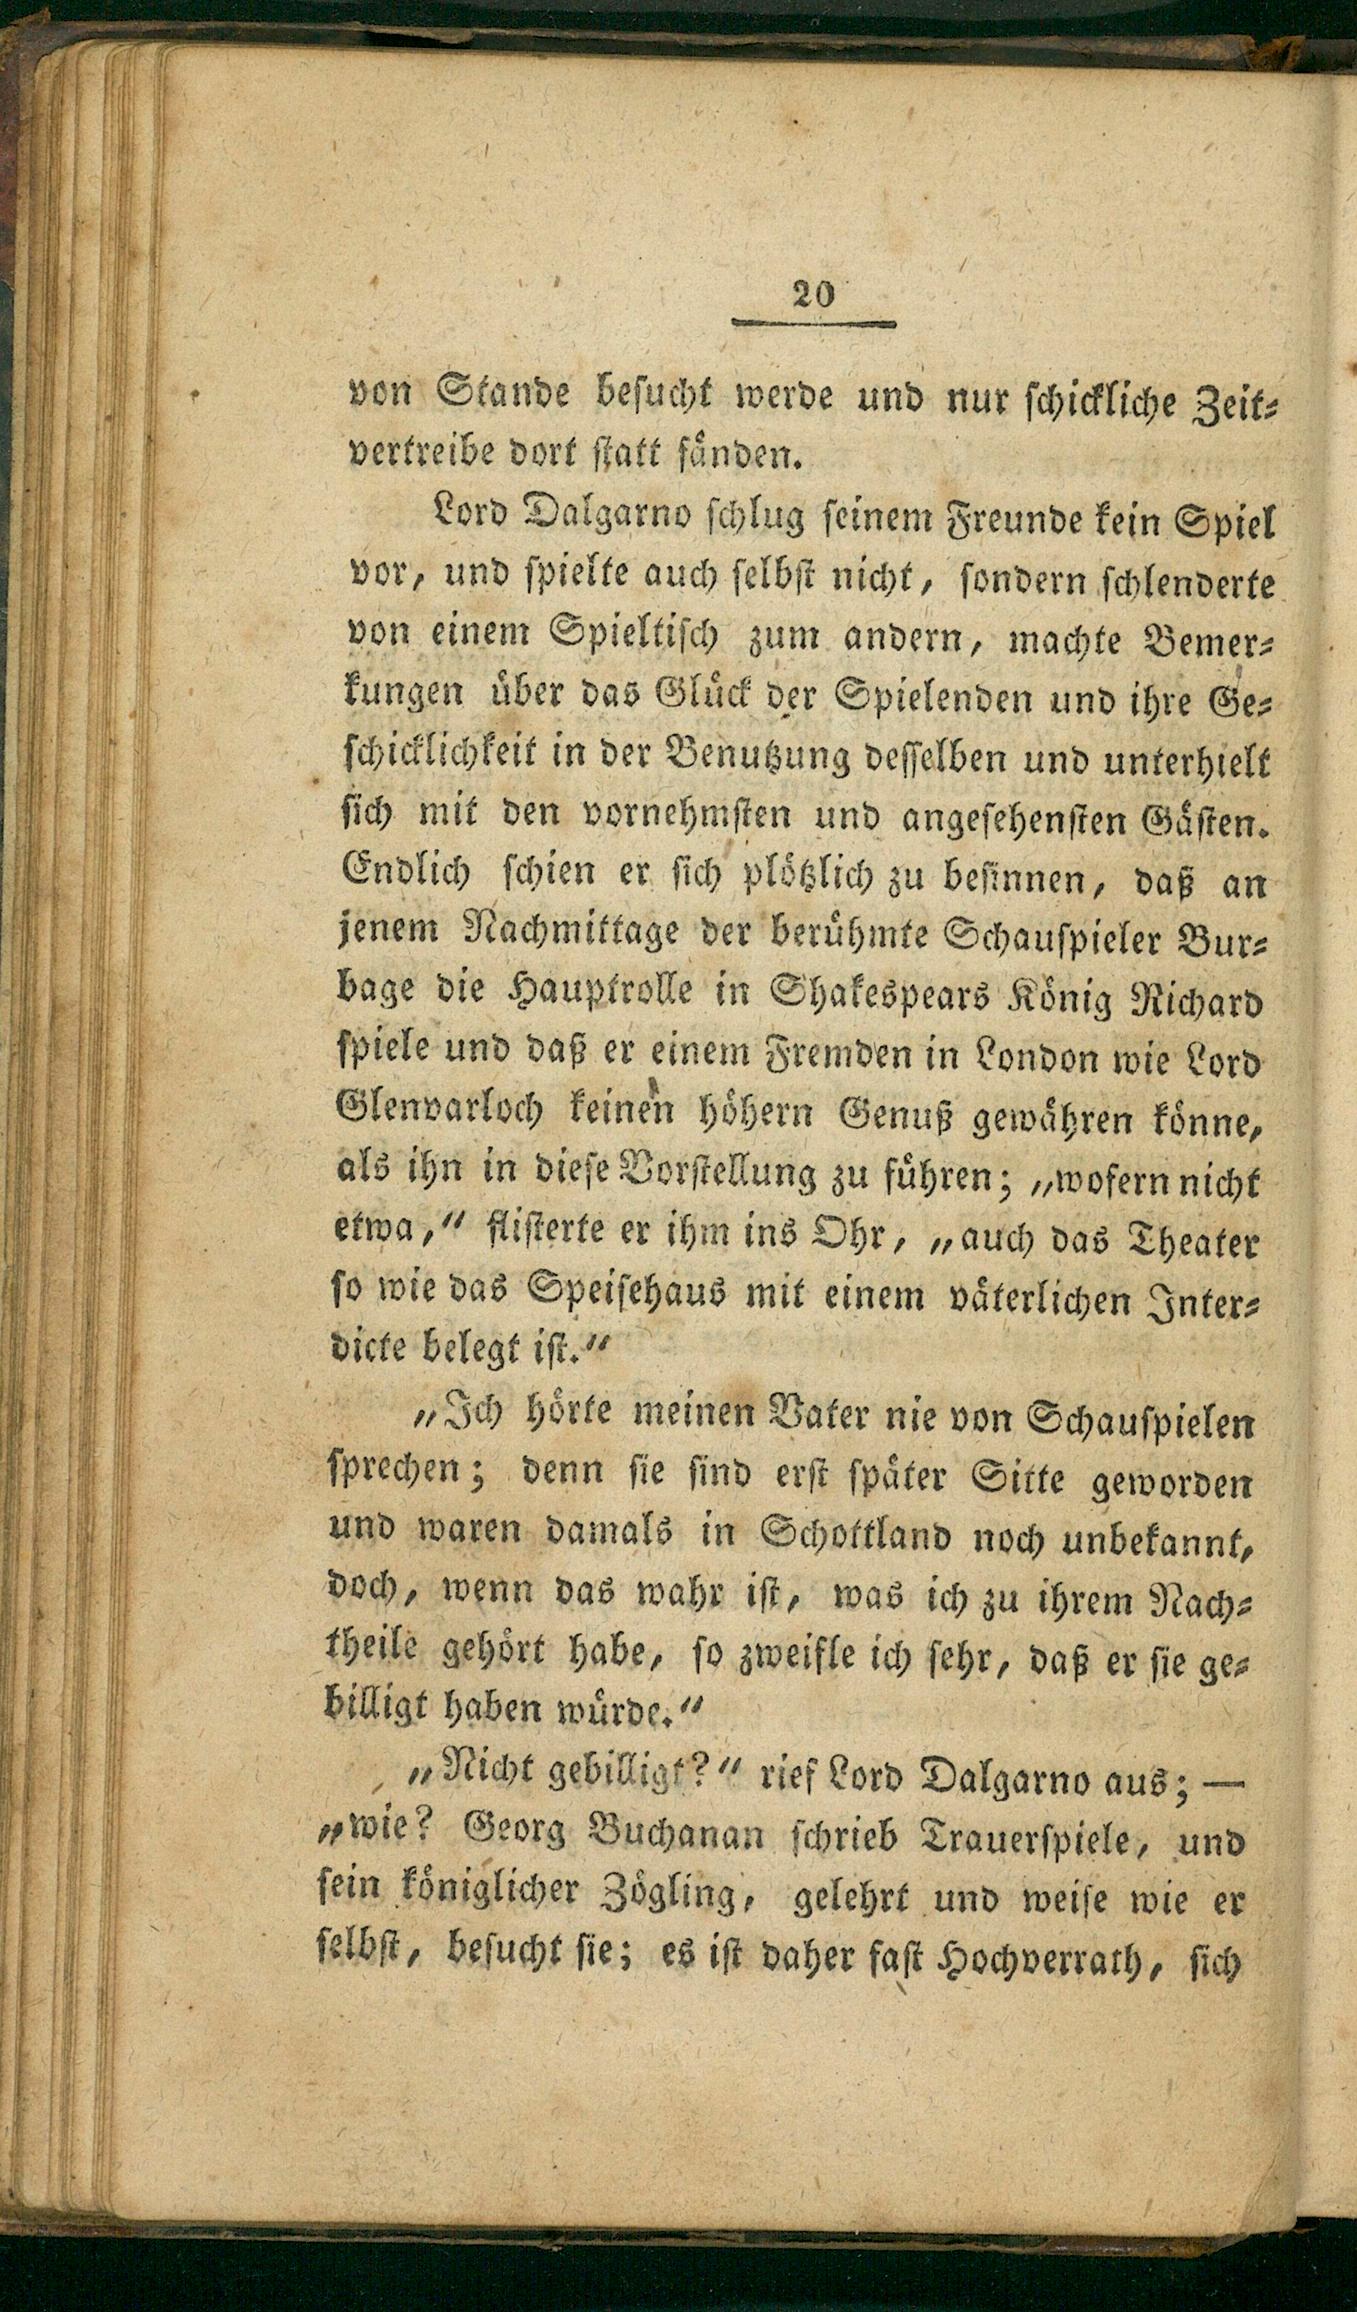 20
von Stande besucht werde und nur schickliche Zeit-
vertreibe dort statt fänden.
Lord Dalgarno schlug seinem Freunde kein Spiel
vor, und spielte auch selbst nicht, sondern schlenderte
von einem Spieltisch zum andern, machte Bemer-
kungen über das Glück der Spielenden und ihre Ge-
schicklichkeit in der Benutzung desselben und unterhielt
sich mit den vornehmsten und angesehensten Gästen.
Endlich schien er sich plötzlich zu besinnen, daß an
jenem Nachmittage der berühmte Schauspieler Bur-
bage die Hauptrolle in Shakespears König Richard
spiele und daß er einem Fremden in London wie Lord
Glenvarloch keinen höhern Genuß gewähren könne,
als ihn in diese Vorstellung zu führen; „wofern nicht
etwa,“ flisterte er ihm ins Ohr, „auch das Theater
so wie das Speisehaus mit einem väterlichen Inter-
dicte belegt ist.“
„Ich hörte meinen Vater nie von Schauspielen
sprechen; denn sie sind erst später Sitte geworden
und waren damals in Schottland noch unbekannt,
doch, wenn das wahr ist, was ich zu ihrem Nach-
theile gehört habe, so zweifle ich sehr, daß er sie ge-
billigt haben würde.“
„Nicht gebilligt?“ rief Lord Dalgarno aus; —
„wie? Georg Buchanan schrieb Trauerspiele, und
sein königlicher Zögling, gelehrt und weise wie er
selbst, besucht sie; es ist daher fast Hochverrath, sich